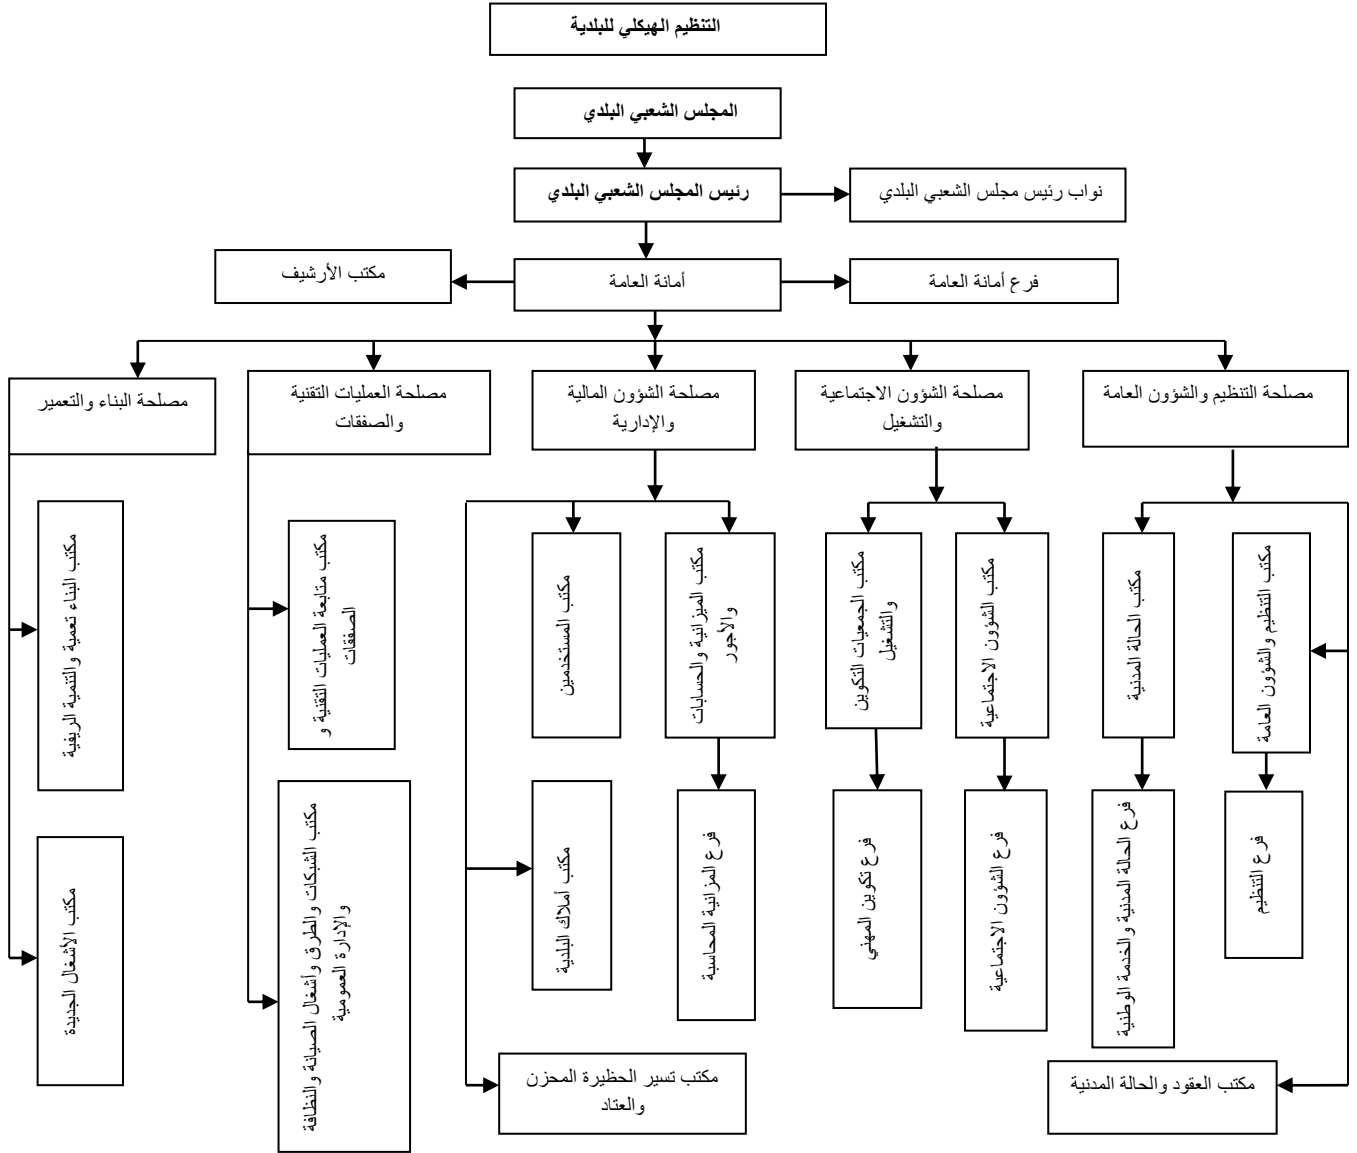 التنظيم الهيكلي للبلدية
المجلس الشعبي البلدي
رئيس المجلس الشعبي البلدي
نواب رئيس مجلس الشعبي البلدي
فرع أمانة العامة
أمانة العامة
مكتب الأرشيف
مصلحة التنظيم والشؤون العامة
مصلحة الشؤون الاجتماعية
والتشغيل
مصلحة الشؤون المالية
والإدارية
مصلحة العمليات التقنية
والصفقات
مصلحة البناء والتعمير
مكتب التنظيم والشؤون العامة
مكتب الحالة المدنية
مكتب الشؤون الاجتماعية
مكتب الجمعيات التكوين
والتشغيل
مكتب الميزانية والحسابات
والأجور
مكتب المستخدمين
مكتب متابعة العمليات التقنية و
الصفقات
مكتب البناء تعمية والتنمية الريفية
فرع التنظيم
فرع الحالة المدنية والخدمة الوطنية
فرع الشؤون الاجتماعية
فرع تكوين المهني
فرع المزانية المحاسبة
مكتب أملاك البلدية
مكتب الشبكات والطرق وأشغال الصيانة والنظافة
والإدارة العمومية
مكتب الأشغال الجديدة
مكتب العقود والحالة المدنية
مكتب تسير الحظيرة المحزن
والعتاد